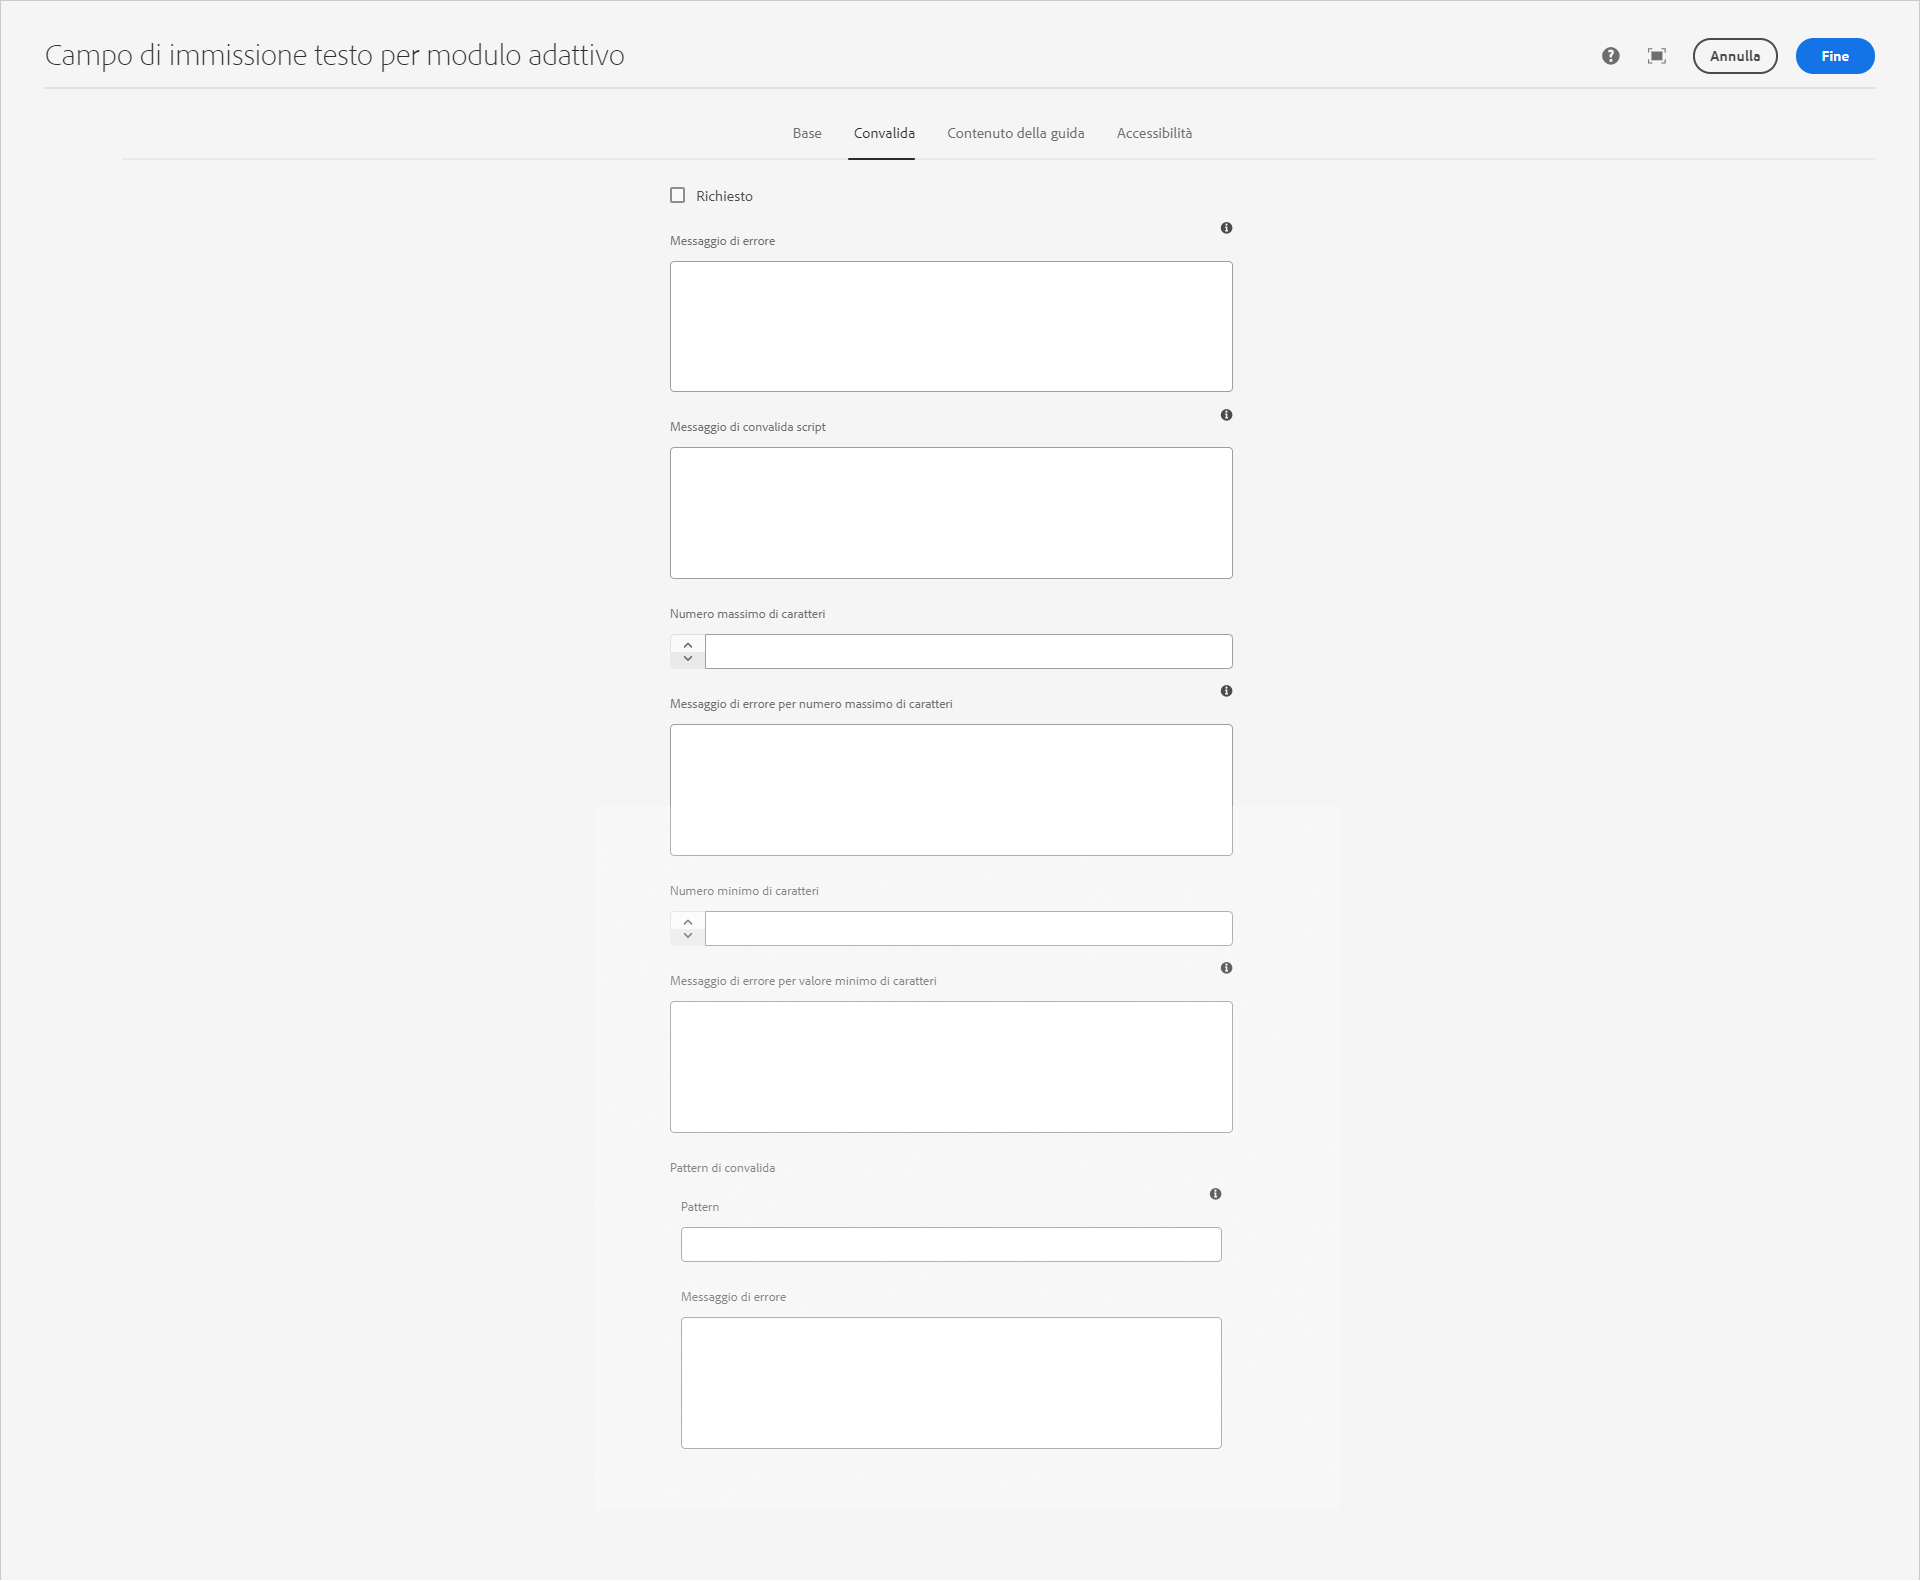 Campo di immissione testo per modulo adattivo
Annulla
Fine
Base
Convalida
Contenuto della guida
Accessibilità
Richiesto
Messaggio di errore
Messaggio di convalida script
Numero massimo di caratteri
Messaggio di errore per numero massimo di caratteri
Numero minimo di caratteri
Messaggio di errore per valore minimo di caratteri
Pattern di convalida
Pattern
Messaggio di errore